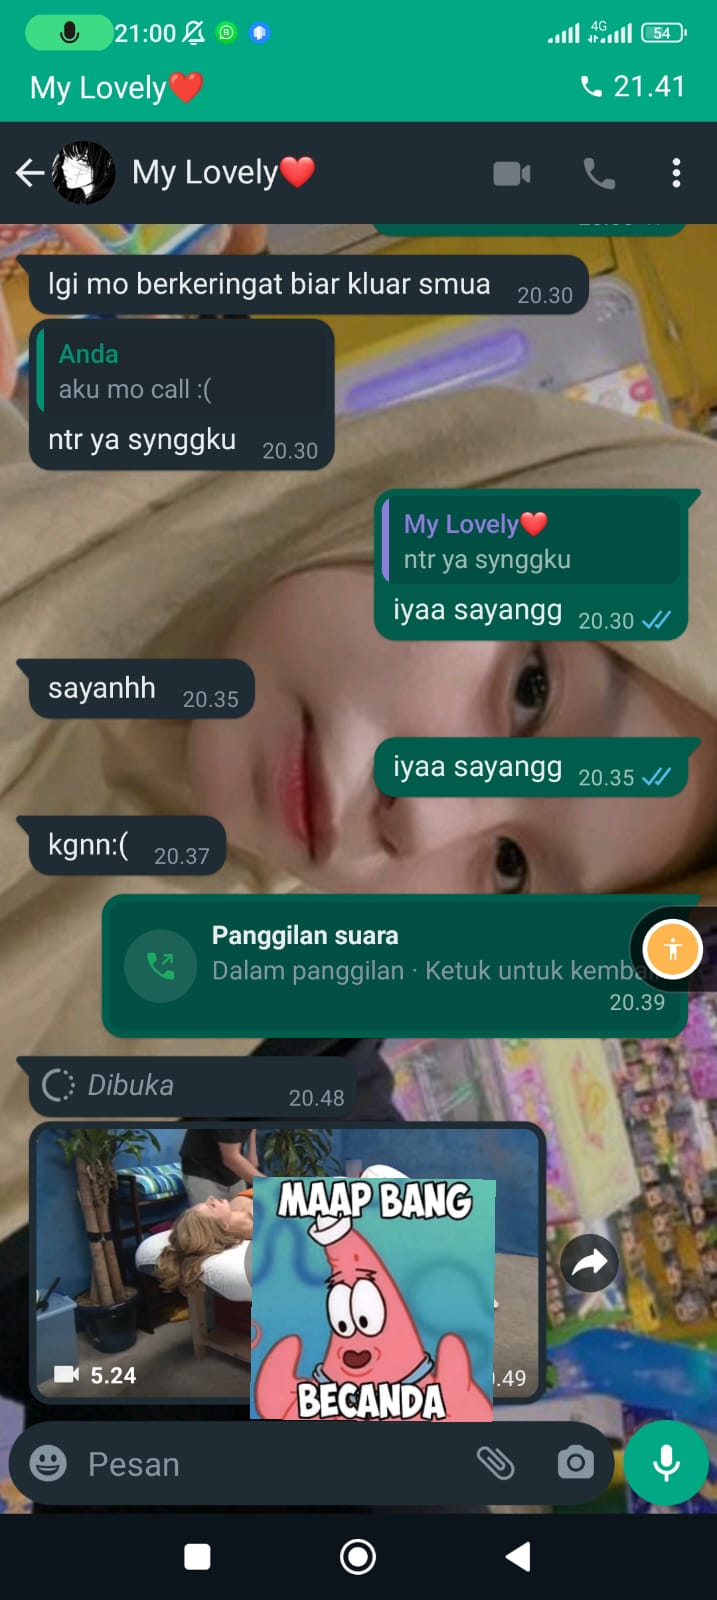 21:00
4G
54
My Lovely❤️
21.41
My Lovely❤️
lgi mo berkeringat biar kluar smua 20.30
Anda
aku mo call :(
ntr ya synggku 20.30
My Lovely❤️
ntr ya synggku
iyaa sayangg 20.30
sayanhh 20.35
iyaa sayangg 20.35
kgnn:( 20.37
Panggilan suara
Dalam panggilan · Ketuk untuk
20.39
Dibuka 20.48
MAAP BANG
5.24
.49
BECANDA
Pesan